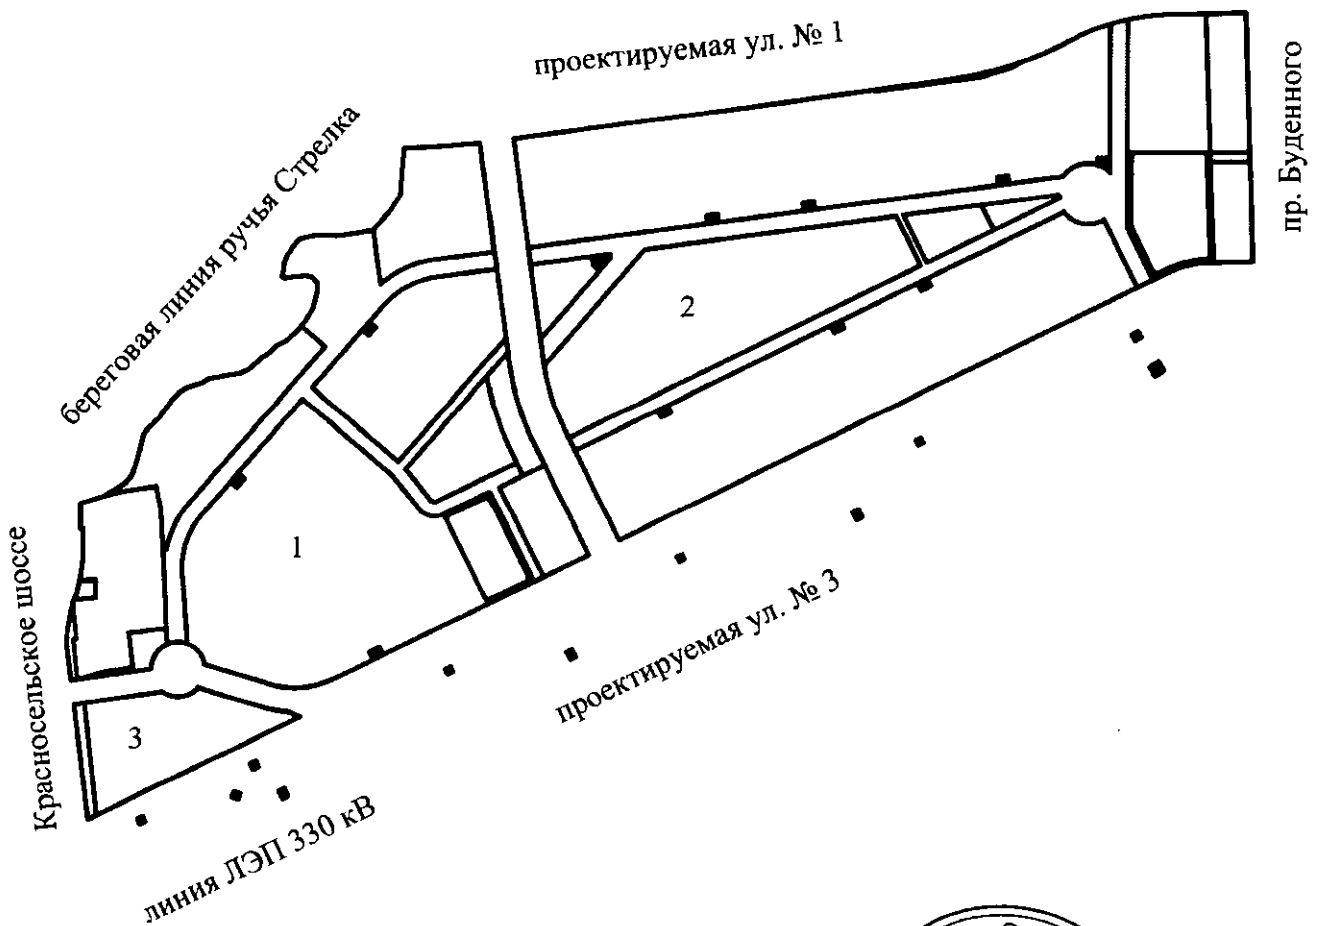 проектируемая ул. № 1
пр. Буденного
береговая линия ручья Стрелка
2
1
Красносельское шоссе
проектируемая ул. № 3
3
линия ЛЭП 330 кВ